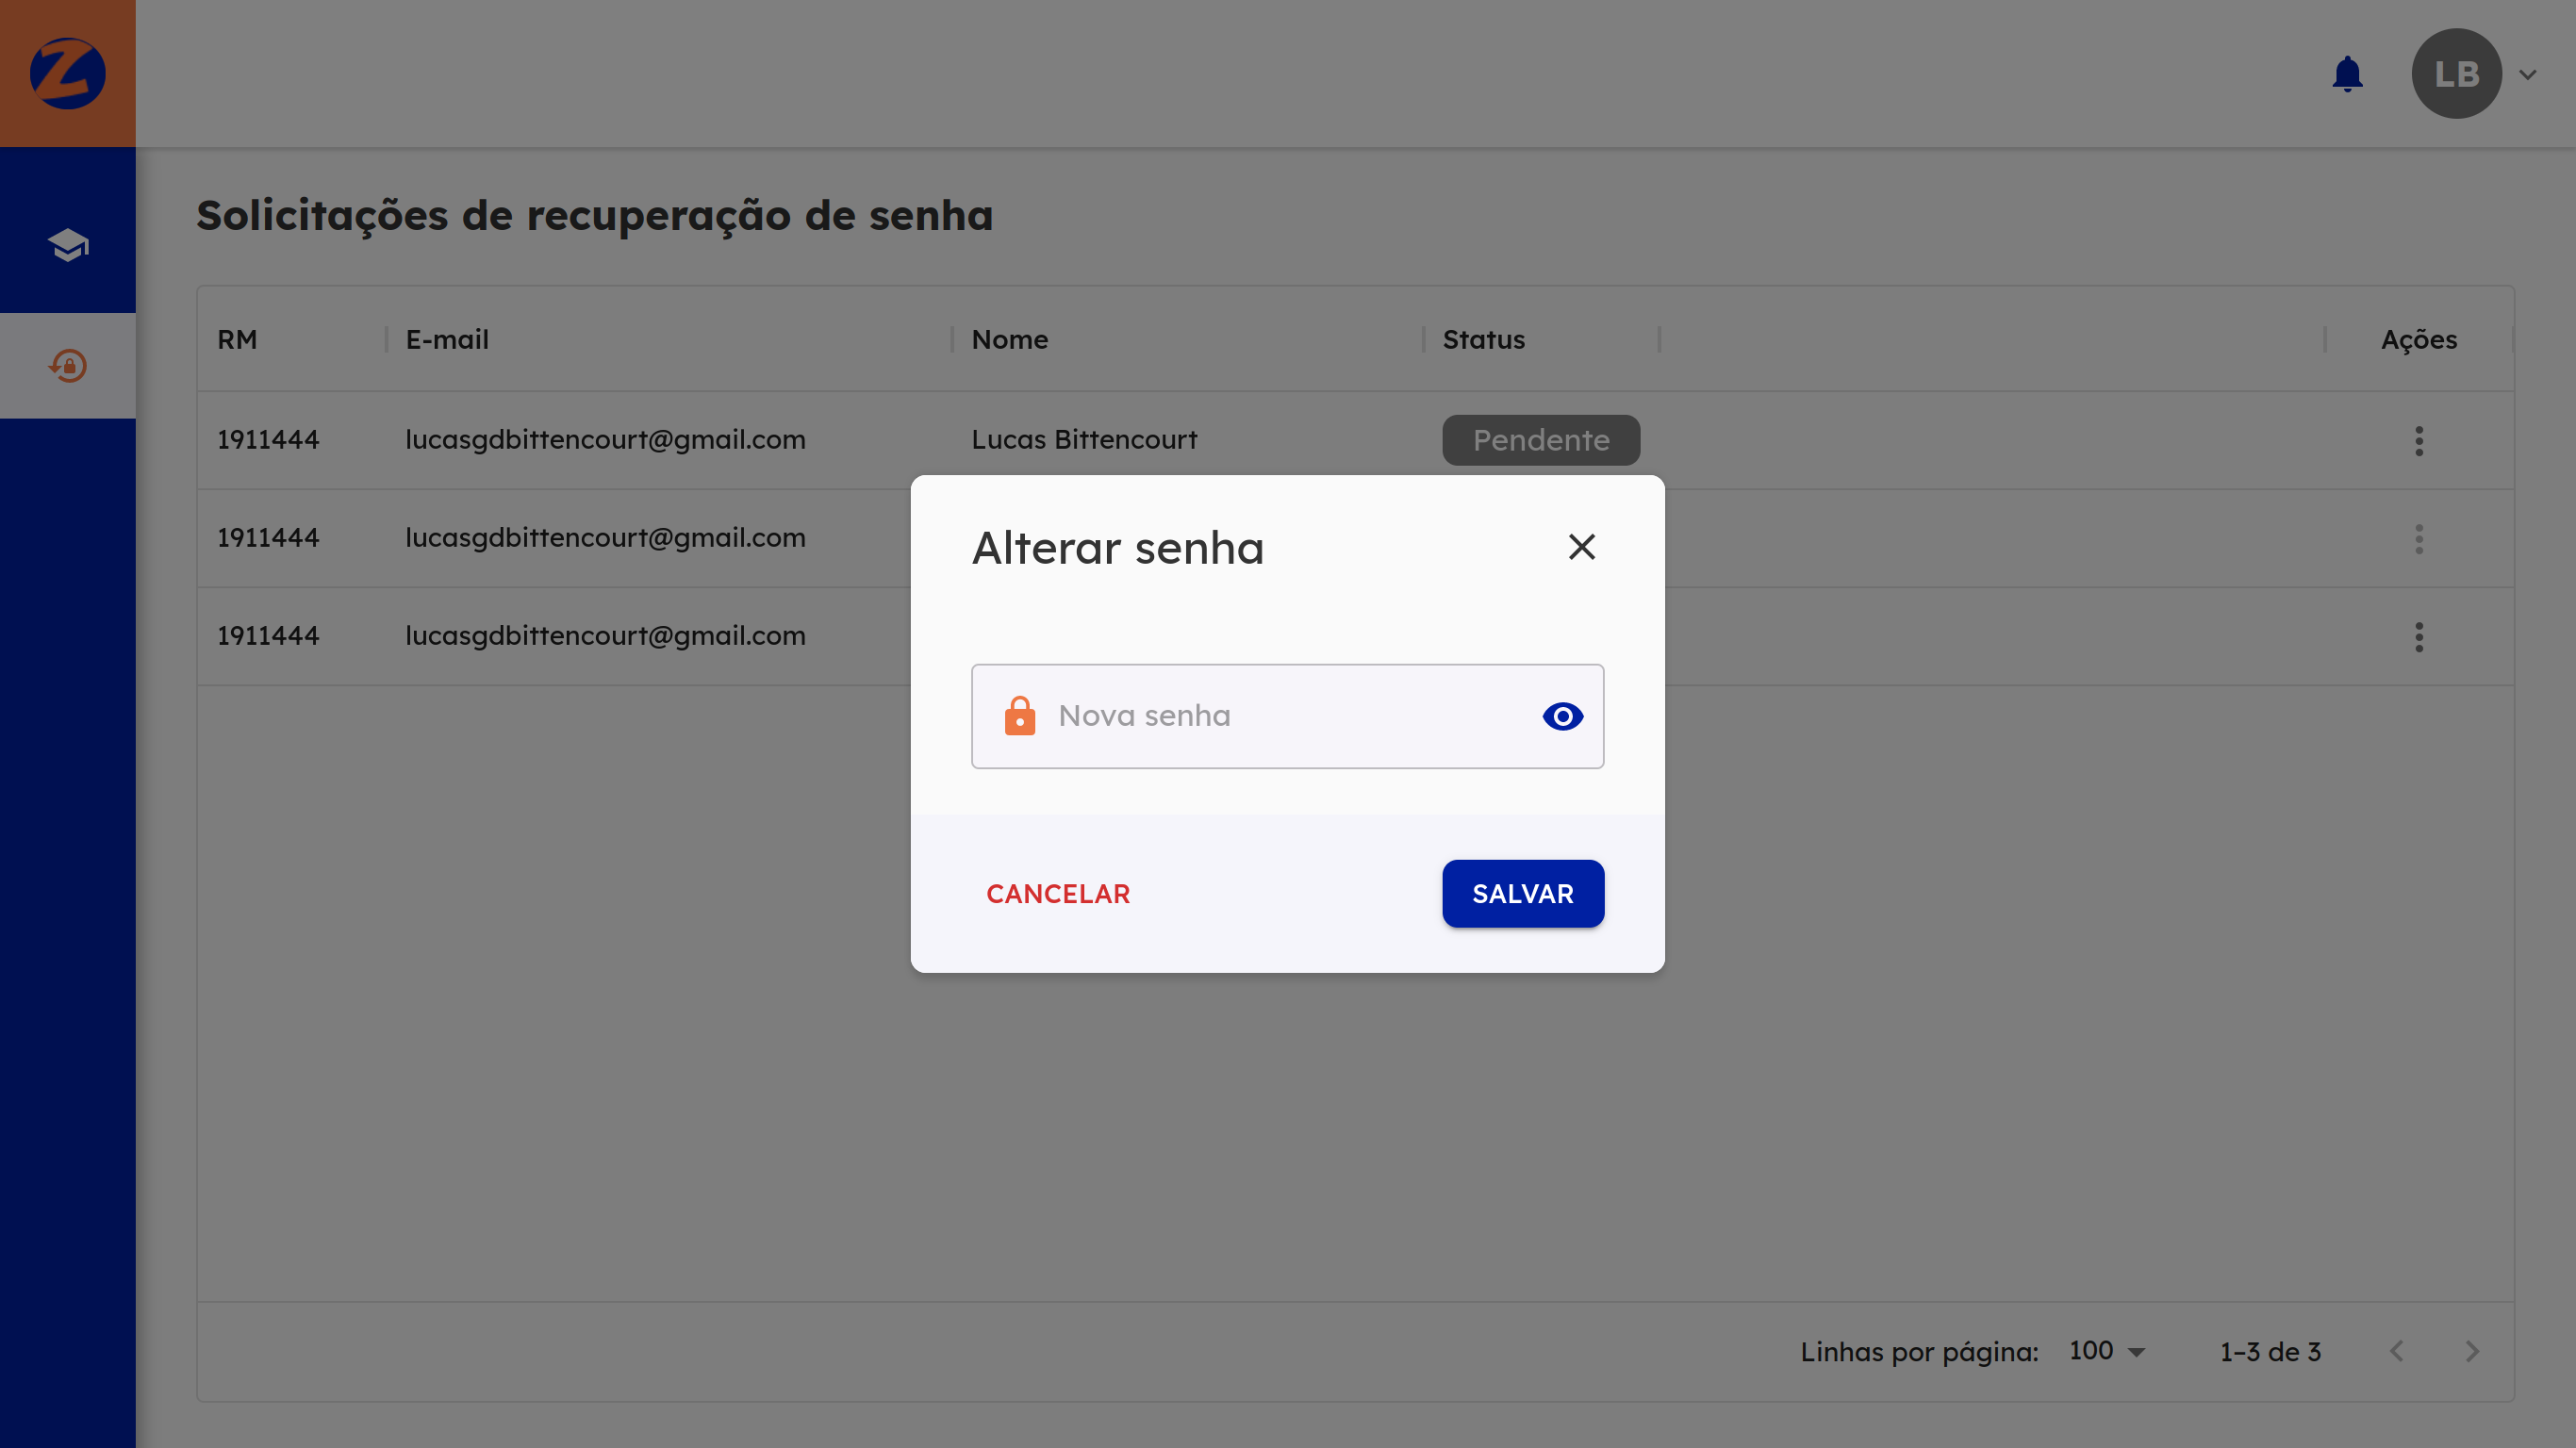 Z
LB
Solicitações de recuperação de senha
RM E-mail Nome Status Ações
1911444 lucasgdbittencourt@gmail.com Lucas Bittencourt Pendente
1911444 lucasgdbittencourt@gmail.com
1911444 lucasgdbittencourt@gmail.com
Alterar senha
Nova senha
CANCELAR SALVAR
Linhas por página: 100 1–3 de 3